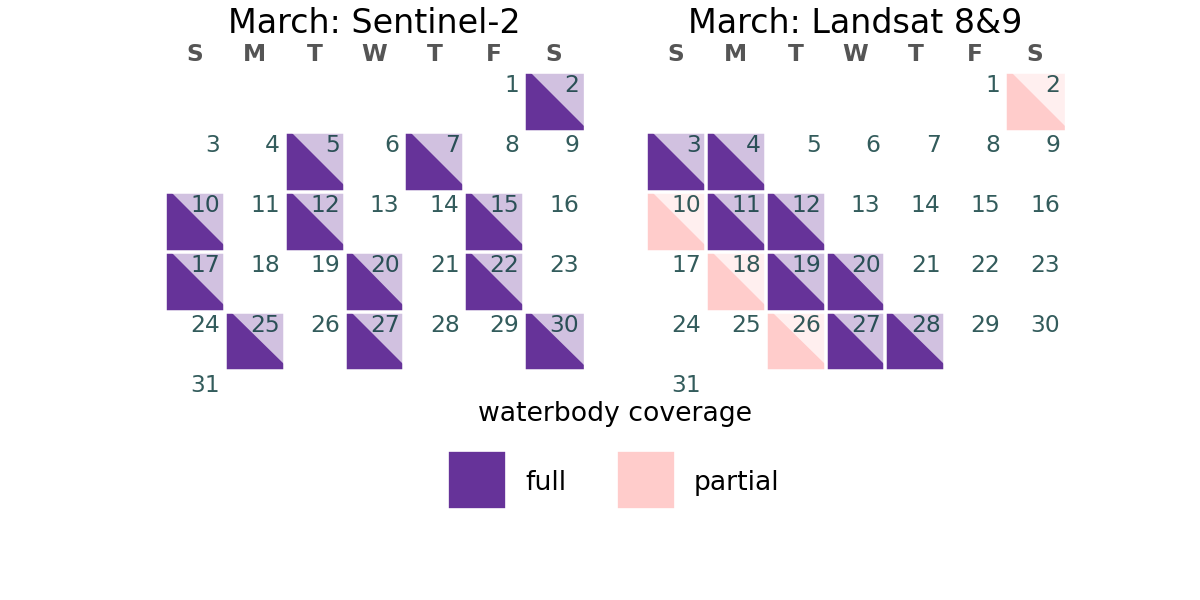 March: Sentinel-2
S M T W T F S
1 2
3 4 5 6 7 8 9
10 11 12 13 14 15 16
17 18 19 20 21 22 23
24 25 26 27 28 29 30
31
March: Landsat 8&9
S M T W T F S
1 2
3 4 5 6 7 8 9
10 11 12 13 14 15 16
17 18 19 20 21 22 23
24 25 26 27 28 29 30
31
waterbody coverage
full partial